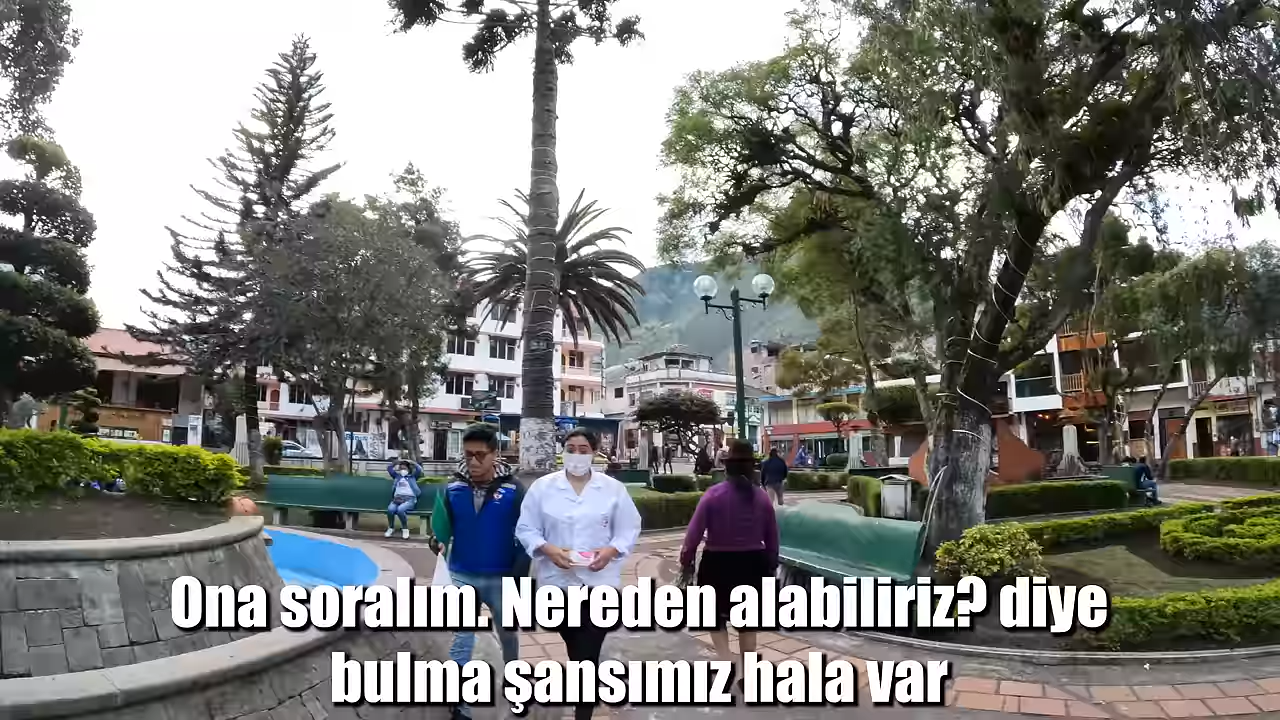 Ona soralım. Nereden alabiliriz? diye
bulma şansımız hala var